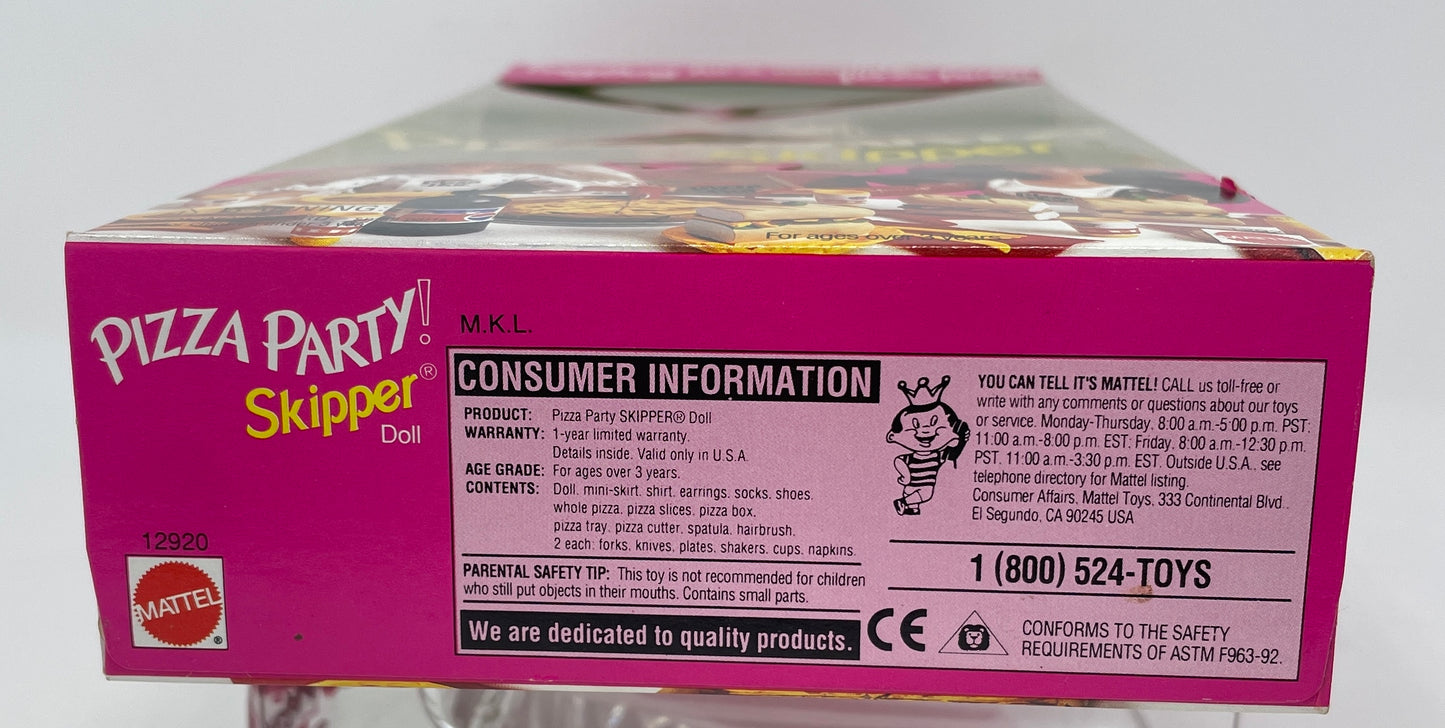 Skipper
For ages over 3 years.
PIZZA PARTY!
Skipper®
Doll
12920
MATTEL
®
M.K.L.
CONSUMER INFORMATION
PRODUCT: Pizza Party SKIPPER® Doll
WARRANTY: 1-year limited warranty.
Details inside. Valid only in U.S.A.
AGE GRADE: For ages over 3 years.
CONTENTS: Doll, mini-skirt, shirt, earrings, socks, shoes,
whole pizza, pizza slices, pizza box,
pizza tray, pizza cutter, spatula, hairbrush,
2 each: forks, knives, plates, shakers, cups, napkins.
PARENTAL SAFETY TIP: This toy is not recommended for children
who still put objects in their mouths. Contains small parts.
We are dedicated to quality products.
YOU CAN TELL IT'S MATTEL! CALL us toll-free or
write with any comments or questions about our toys
or service. Monday-Thursday, 8:00 a.m.-5:00 p.m. PST:
11:00 a.m.-8:00 p.m. EST: Friday, 8:00 a.m.-12:30 p.m.
PST, 11:00 a.m.-3:30 p.m. EST. Outside U.S.A., see
telephone directory for Mattel listing.
Consumer Affairs, Mattel Toys, 333 Continental Blvd.,
El Segundo, CA 90245 USA
1 (800) 524-TOYS
CE
CONFORMS TO THE SAFETY
REQUIREMENTS OF ASTM F963-92.